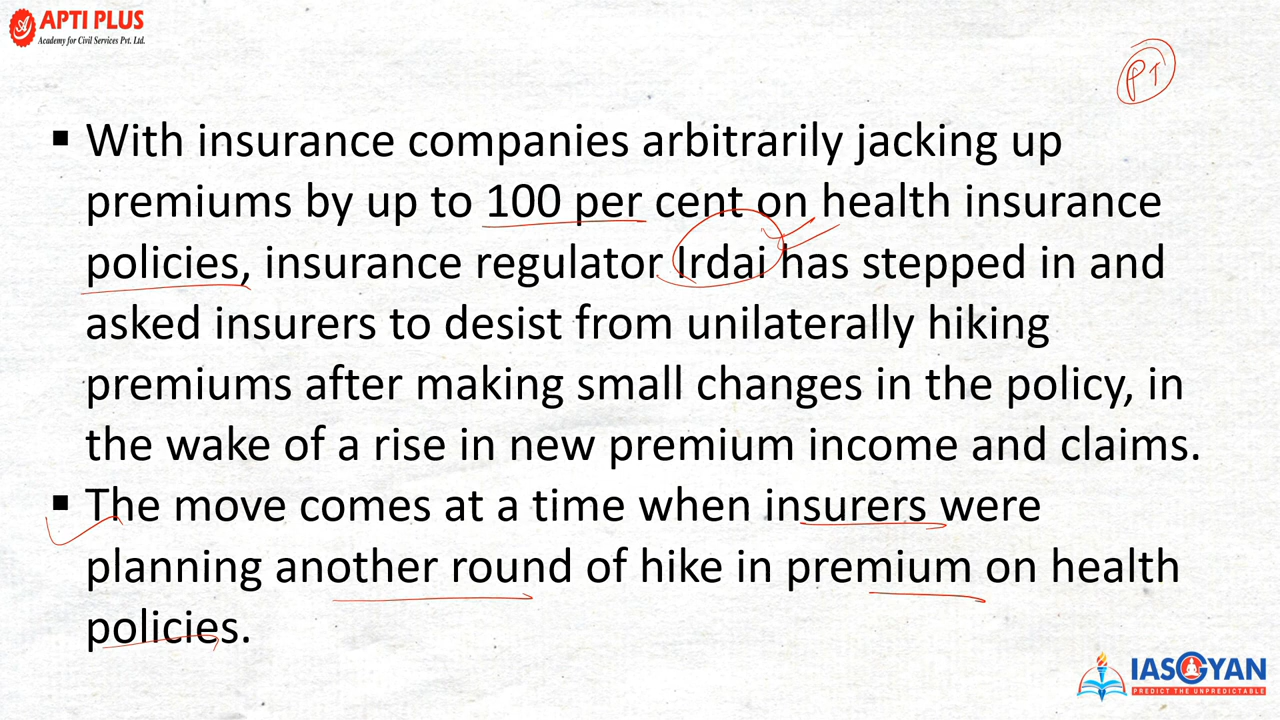 APTI PLUS
Academy for Civil Services Pvt. Ltd.
PT
▪ With insurance companies arbitrarily jacking up
premiums by up to 100 per cent on health insurance
policies, insurance regulator Irdai has stepped in and
asked insurers to desist from unilaterally hiking
premiums after making small changes in the policy, in
the wake of a rise in new premium income and claims.
▪ The move comes at a time when insurers were
planning another round of hike in premium on health
policies.
IASGYAN
PREDICT THE UNPREDICTABLE